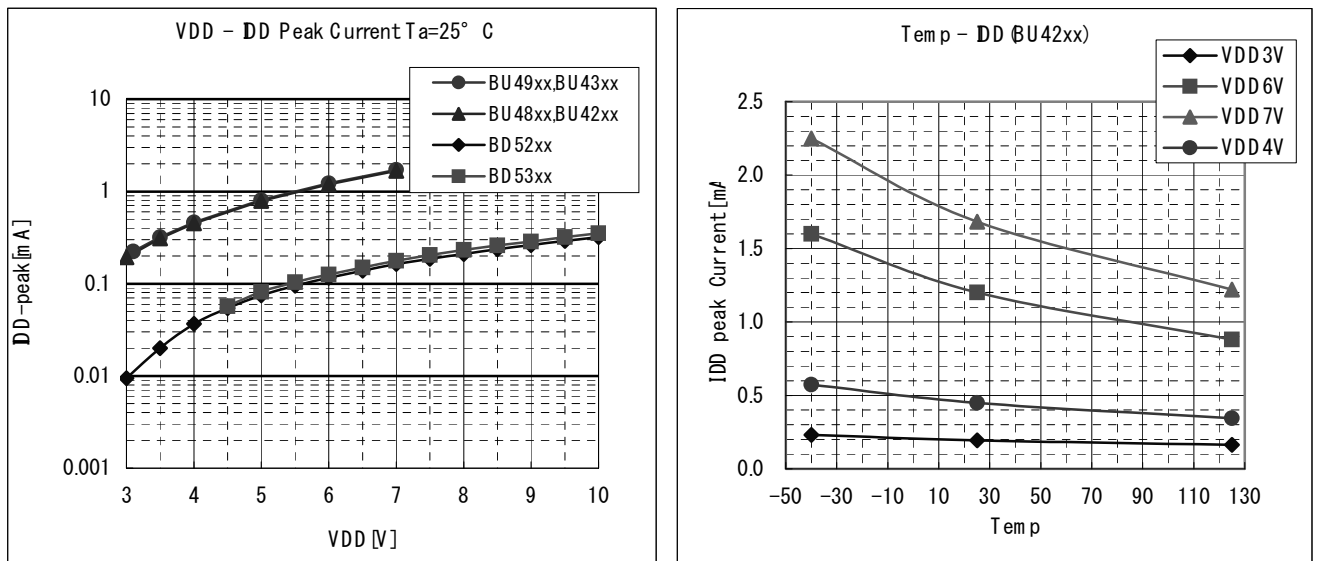 VDD - IDD Peak Current Ta=25°C
BU49xx,BU43xx
BU48xx,BU42xx
BD52xx
BD53xx
10
1
0.1
0.01
0.001
IDD-peak[mA]
3 4 5 6 7 8 9 10
VDD[V]
Temp - IDD(BU42xx)
VDD3V
VDD6V
VDD7V
VDD4V
2.5
2.0
1.5
1.0
0.5
0.0
IDD peak Current[mA]
-50 -30 -10 10 30 50 70 90 110 130
Temp